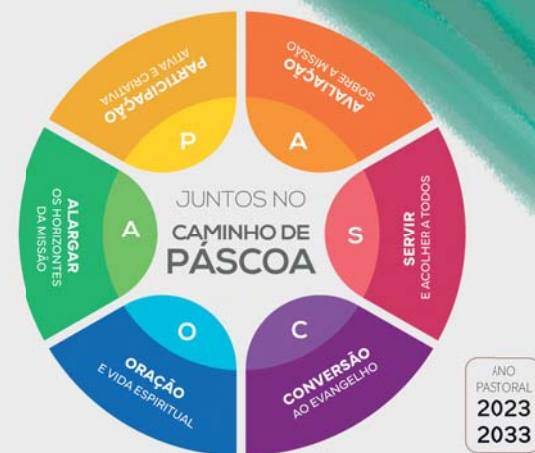 P
PARTICIPAÇÃO
ATIVA E CRIATIVA
A
AVALIAÇÃO
SOBRE A MISSÃO
S
SERVIR
E ACOLHER A TODOS
C
CONVERSÃO
AO EVANGELHO
O
ORAÇÃO
E VIDA ESPIRITUAL
A
ALARGAR
OS HORIZONTES
DA MISSÃO
JUNTOS NO
CAMINHO DE
PÁSCOA
ANO
PASTORAL
2023
2033